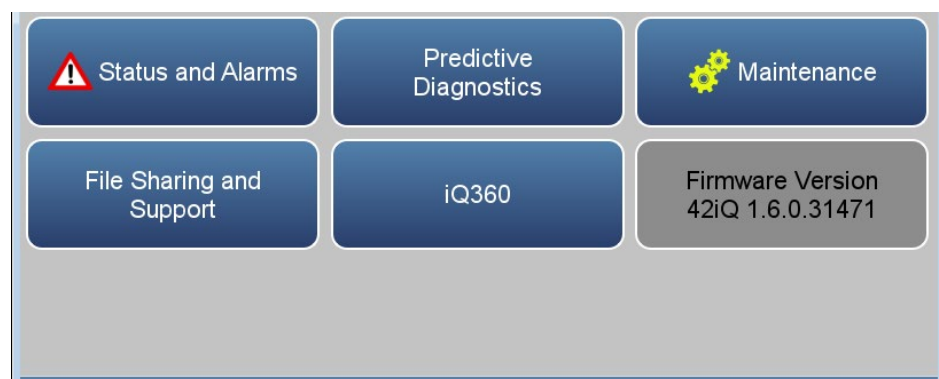 Status and Alarms
Predictive
Diagnostics
Maintenance
File Sharing and
Support
iQ360
Firmware Version
42iQ 1.6.0.31471